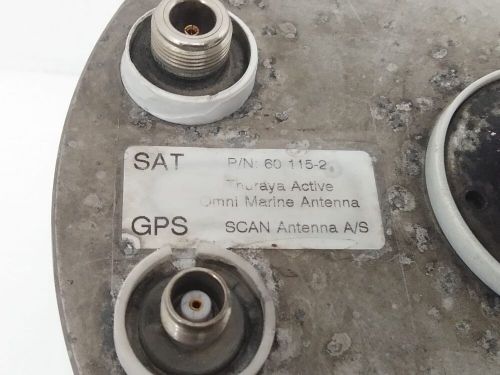 SAT P/N: 60 115-2
Thuraya Active
Omni Marine Antenna
GPS SCAN Antenna A/S